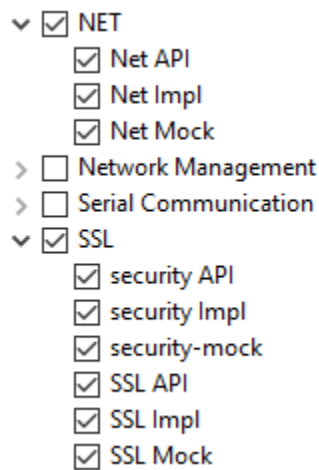 NET
Net API
Net Impl
Net Mock
Network Management
Serial Communication
SSL
security API
security Impl
security-mock
SSL API
SSL Impl
SSL Mock